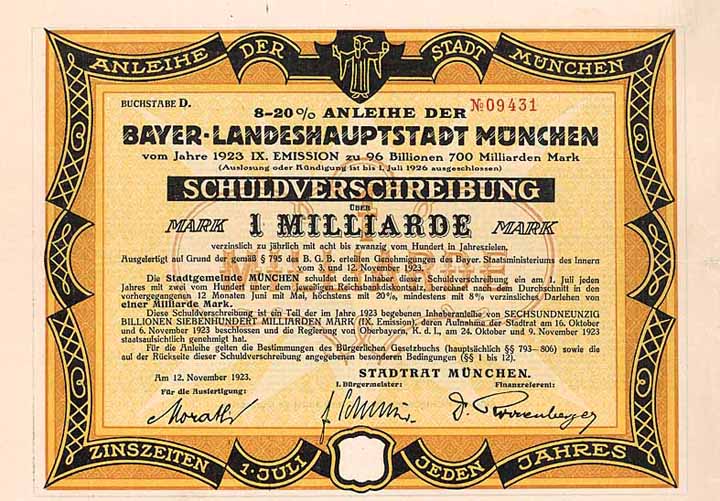 ANLEIHE DER STADT MÜNCHEN
BUCHSTABE D.
№09431
8-20% ANLEIHE DER
BAYER·LANDESHAUPTSTADT MÜNCHEN
vom Jahre 1923 IX. EMISSION zu 96 Billionen 700 Milliarden Mark
(Auslosung oder Kündigung ist bis 1. Juli 1926 ausgeschlossen)
SCHULDVERSCHREIBUNG
ÜBER
MARK 1 MILLIARDE MARK
verzinslich zu jährlich mit acht bis zwanzig vom Hundert in Jahreszielen,
Ausgefertigt auf Grund der gemäß § 795 des B. G. B. erteilten Genehmigungen des Bayer. Staatsministeriums des Innern
vom 3. und 12. November 1923.
Die Stadtgemeinde MÜNCHEN schuldet dem Inhaber dieser Schuldverschreibung ein am 1. Juli jeden
Jahres mit zwei vom Hundert unter dem jeweiligen Reichsbankdiskontsatz, berechnet nach dem Durchschnitt in den
vorhergegangenen 12 Monaten Juni mit Mai, höchstens mit 20%, mindestens mit 8% verzinsliches Darlehen von
einer Milliarde Mark.
Diese Schuldverschreibung ist ein Teil der im Jahre 1923 begebenen Inhaberanleihe von SECHSUNDNEUNZIG
BILLIONEN SIEBENHUNDERT MILLIARDEN MARK (IX. Emission), deren Aufnahme der Stadtrat am 16. Oktober
und 6. November 1923 beschlossen und die Regierung von Oberbayern, K. d. I., am 24. Oktober und 9. November 1923
staatsaufsichtlich genehmigt hat.
Für die Anleihe gelten die Bestimmungen des Bürgerlichen Gesetzbuchs (hauptsächlich §§ 793—806) sowie die
auf der Rückseite dieser Schuldverschreibung angegebenen besonderen Bedingungen (§§ 1 bis 12).
Am 12. November 1923.
STADTRAT MÜNCHEN.
Für die Ausfertigung:
I. Bürgermeister:
Finanzreferent:
ZINSZEITEN 1·JULI JEDEN JAHRES